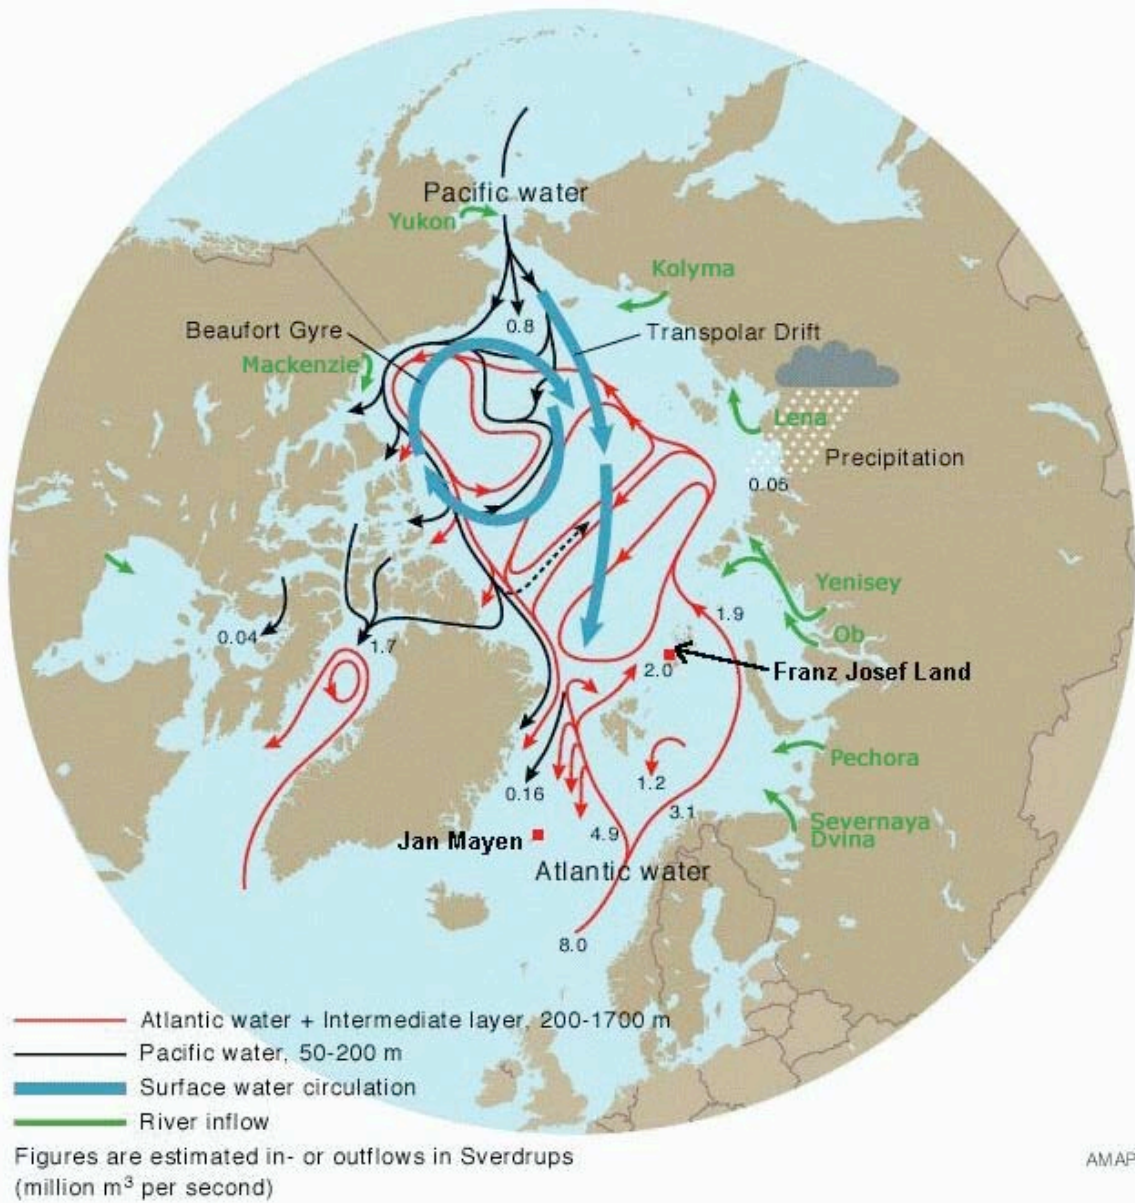 Pacific water
Yukon
Kolyma
0.8
Beaufort Gyre
Transpolar Drift
Mackenzie
Lena
Precipitation
0.05
Yenisey
1.9
0.04
1.7
Ob
2.0
Franz Josef Land
Pechora
1.2
0.16
3.1
Severnaya
Dvina
4.9
Jan Mayen
Atlantic water
8.0
Atlantic water + Intermediate layer, 200-1700 m
Pacific water, 50-200 m
Surface water circulation
River inflow
Figures are estimated in- or outflows in Sverdrups
(million m³ per second)
AMAP